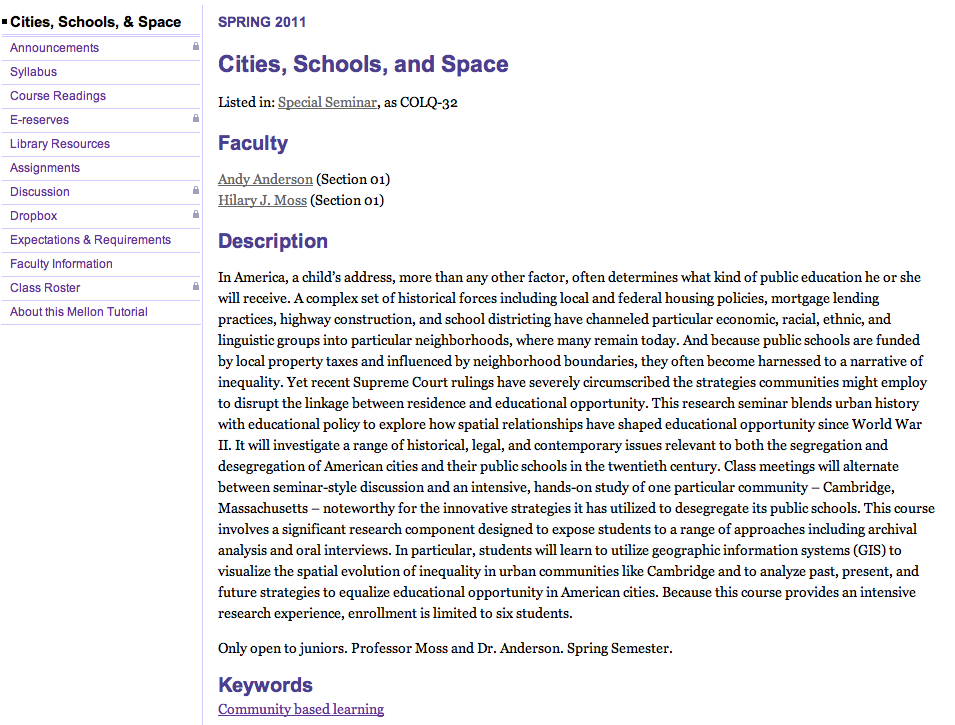 Cities, Schools, & Space
Announcements
Syllabus
Course Readings
E-reserves
Library Resources
Assignments
Discussion
Dropbox
Expectations & Requirements
Faculty Information
Class Roster
About this Mellon Tutorial
SPRING 2011
Cities, Schools, and Space
Listed in: Special Seminar, as COLQ-32
Faculty
Andy Anderson (Section 01)
Hilary J. Moss (Section 01)
Description
In America, a child's address, more than any other factor, often determines what kind of public education he or she
will receive. A complex set of historical forces including local and federal housing policies, mortgage lending
practices, highway construction, and school districting have channeled particular economic, racial, ethnic, and
linguistic groups into particular neighborhoods, where many remain today. And because public schools are funded
by local property taxes and influenced by neighborhood boundaries, they often become harnessed to a narrative of
inequality. Yet recent Supreme Court rulings have severely circumscribed the strategies communities might employ
to disrupt the linkage between residence and educational opportunity. This research seminar blends urban history
with educational policy to explore how spatial relationships have shaped educational opportunity since World War
II. It will investigate a range of historical, legal, and contemporary issues relevant to both the segregation and
desegregation of American cities and their public schools in the twentieth century. Class meetings will alternate
between seminar-style discussion and an intensive, hands-on study of one particular community – Cambridge,
Massachusetts – noteworthy for the innovative strategies it has utilized to desegregate its public schools. This course
involves a significant research component designed to expose students to a range of approaches including archival
analysis and oral interviews. In particular, students will learn to utilize geographic information systems (GIS) to
visualize the spatial evolution of inequality in urban communities like Cambridge and to analyze past, present, and
future strategies to equalize educational opportunity in American cities. Because this course provides an intensive
research experience, enrollment is limited to six students.
Only open to juniors. Professor Moss and Dr. Anderson. Spring Semester.
Keywords
Community based learning